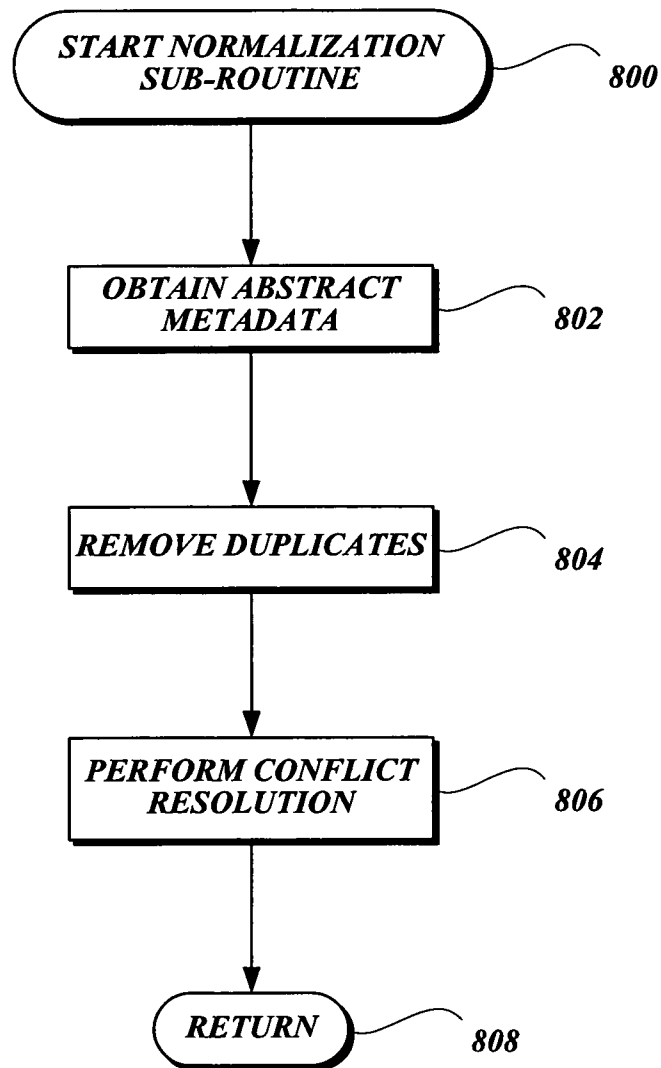 START NORMALIZATION
SUB-ROUTINE
800
OBTAIN ABSTRACT
METADATA
802
REMOVE DUPLICATES
804
PERFORM CONFLICT
RESOLUTION
806
RETURN
808